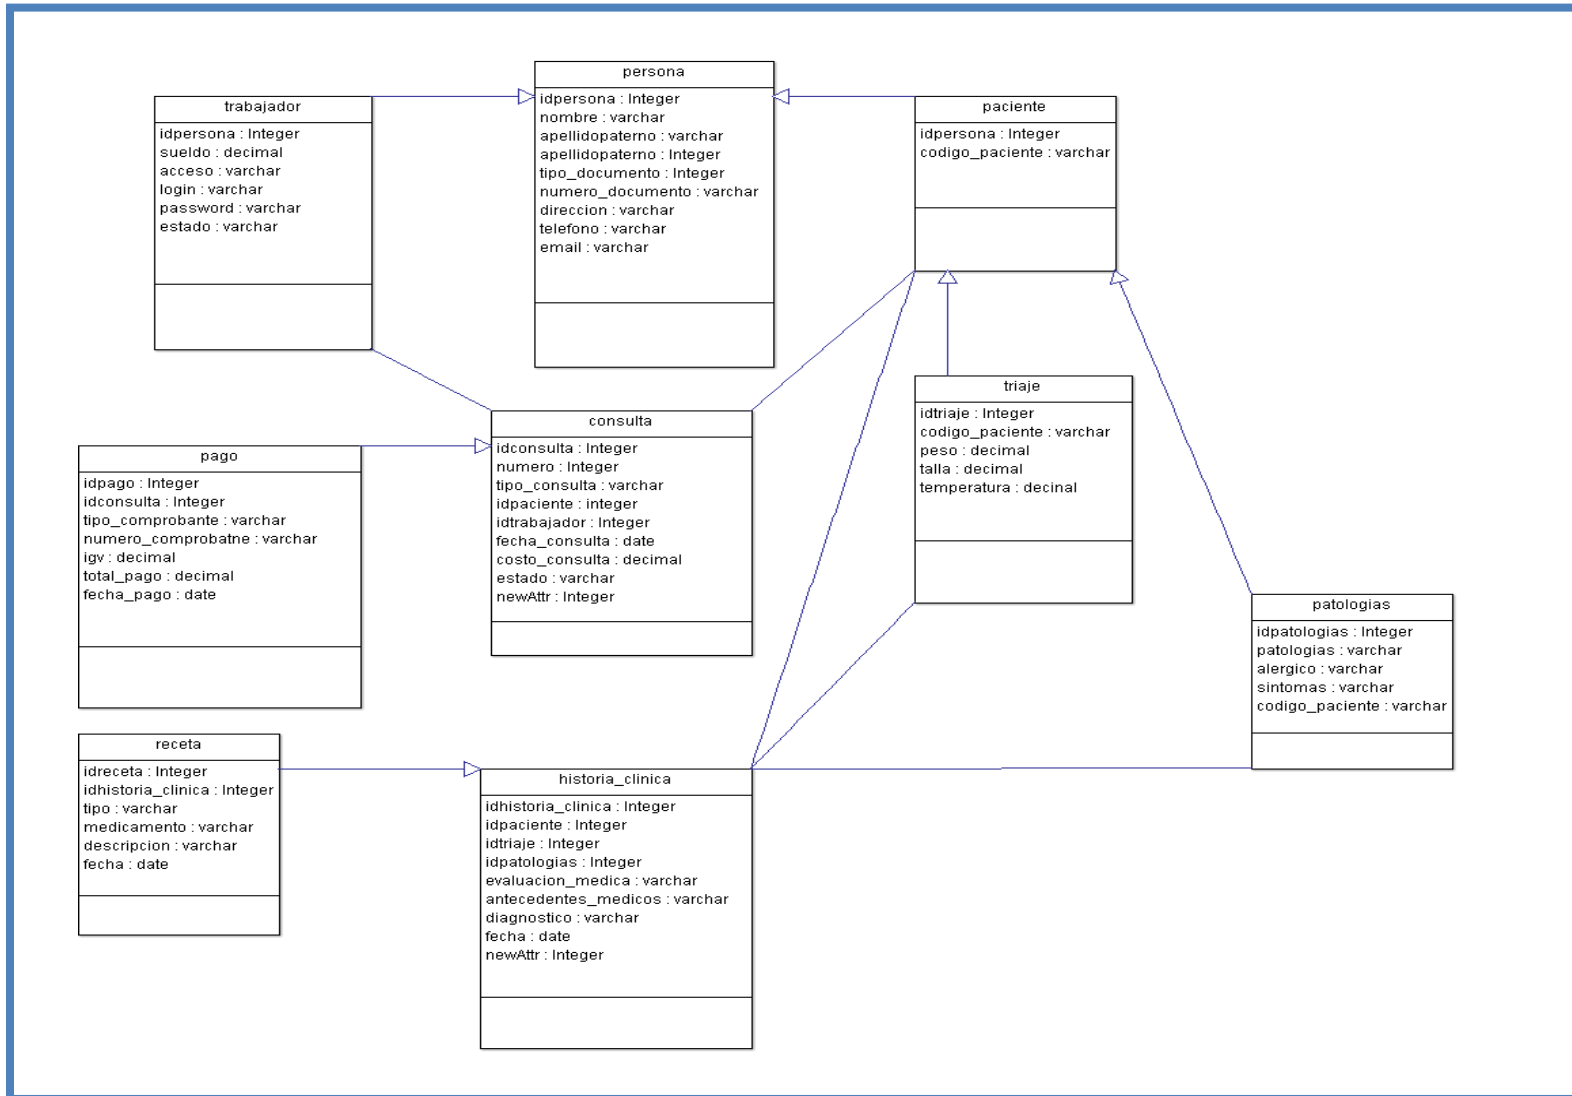 persona
idpersona : Integer
nombre : varchar
apellidopaterno : varchar
apellidopaterno : Integer
tipo_documento : Integer
numero_documento : varchar
direccion : varchar
telefono : varchar
email : varchar
trabajador
idpersona : Integer
sueldo : decimal
acceso : varchar
login : varchar
password : varchar
estado : varchar
paciente
idpersona : Integer
codigo_paciente : varchar
triaje
idtriaje : Integer
codigo_paciente : varchar
peso : decimal
talla : decimal
temperatura : decinal
consulta
idconsulta : Integer
numero : Integer
tipo_consulta : varchar
idpaciente : integer
idtrabajador : Integer
fecha_consulta : date
costo_consulta : decimal
estado : varchar
newAttr : Integer
pago
idpago : Integer
idconsulta : Integer
tipo_comprobante : varchar
numero_comprobatne : varchar
igv : decimal
total_pago : decimal
fecha_pago : date
patologias
idpatologias : Integer
patologias : varchar
alergico : varchar
sintomas : varchar
codigo_paciente : varchar
receta
idreceta : Integer
idhistoria_clinica : Integer
tipo : varchar
medicamento : varchar
descripcion : varchar
fecha : date
historia_clinica
idhistoria_clinica : Integer
idpaciente : Integer
idtriaje : Integer
idpatologias : Integer
evaluacion_medica : varchar
antecedentes_medicos : varchar
diagnostico : varchar
fecha : date
newAttr : Integer